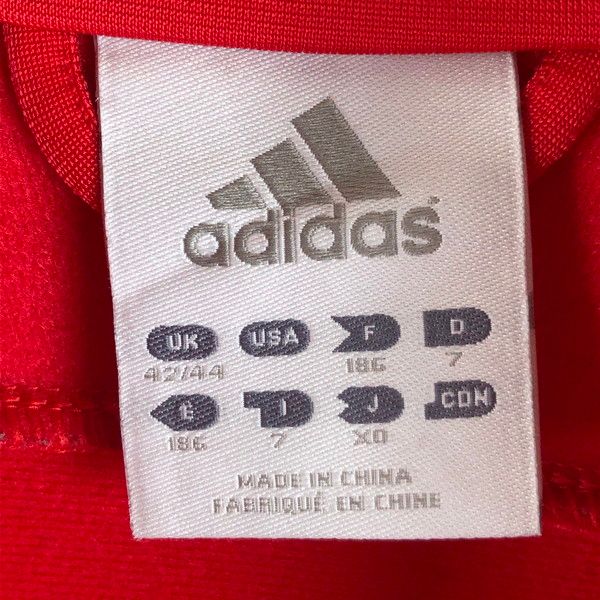 adidas
UK USA F D
42/44 186 7
E I J CDN
186 7 XO
MADE IN CHINA
FABRIQUÉ EN CHINE